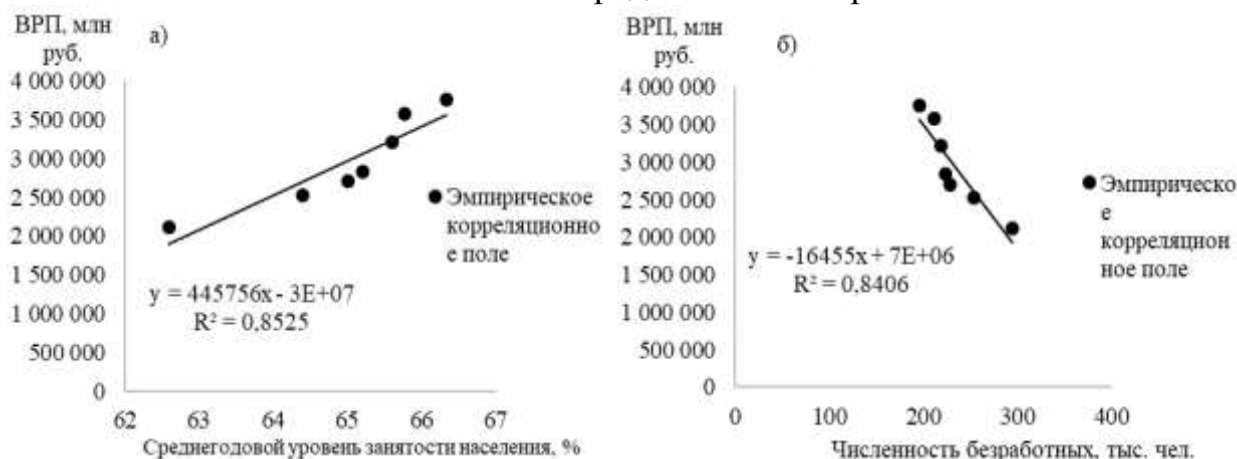 ВРП, млн
руб.
а)
4 000 000
3 500 000
3 000 000
2 500 000
2 000 000
1 500 000
1 000 000
500 000
0
62
63
64
65
66
67
Среднегодовой уровень занятости населения, %
y = 445756x - 3E+07
R² = 0,8525
Эмпирическое
корреляционно
е поле
ВРП, млн
руб.
б)
4 000 000
3 500 000
3 000 000
2 500 000
2 000 000
1 500 000
1 000 000
500 000
0
0
100
200
300
400
Численность безработных, тыс. чел.
y = -16455x + 7E+06
R² = 0,8406
Эмпирическо
е
корреляцион
ное поле